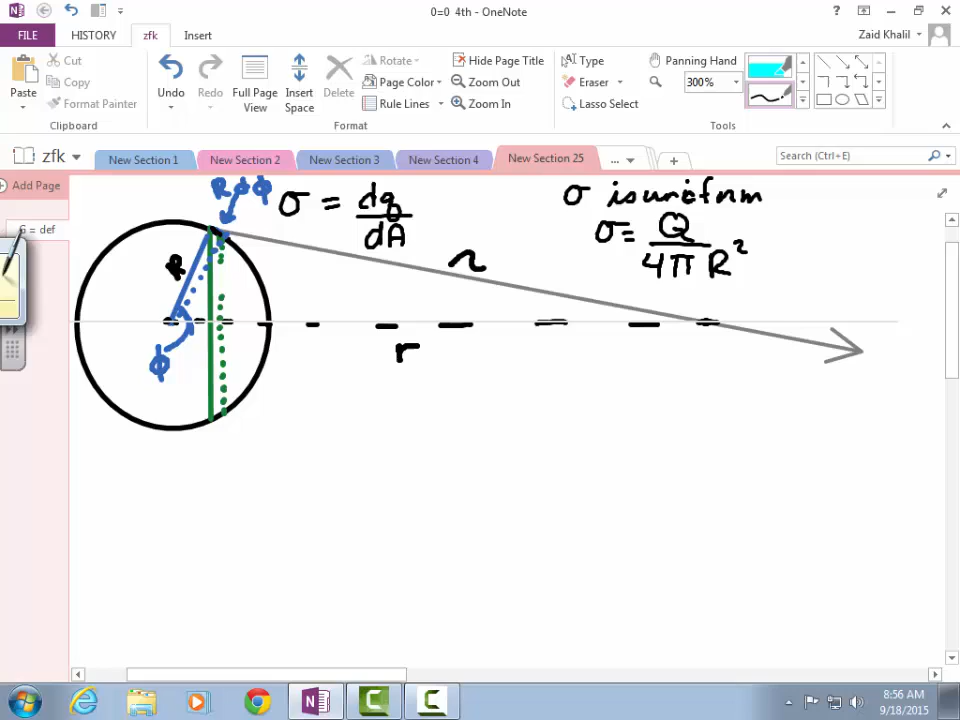 0=0 4th - OneNote
FILE HISTORY zfk Insert Zaid Khalil
Paste Cut Copy Format Painter
Clipboard
Undo Redo Full Page View Insert Space Delete
Rotate Page Color Rule Lines
Hide Page Title Zoom Out Zoom In
Format
Type Eraser Lasso Select
Panning Hand 300%
Tools
zfk New Section 1 New Section 2 New Section 3 New Section 4 New Section 25 ... + Search (Ctrl+E)
Add Page
G = def
σ = dq/dA
σ is uniform
σ = Q/4πR²
R
r
ϕ
8:56 AM
9/18/2015